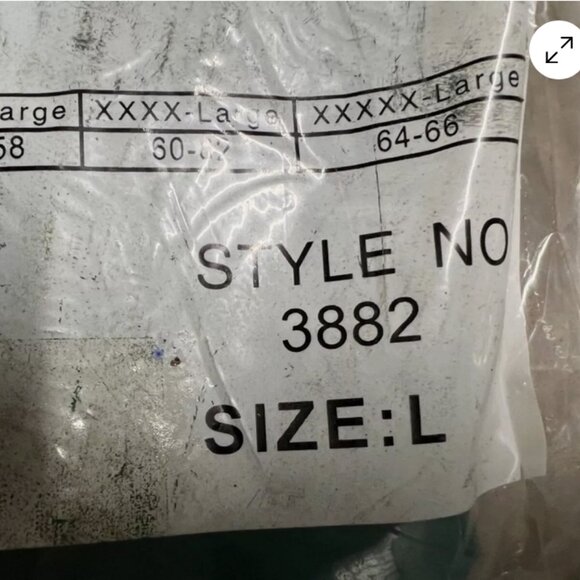 arge XXXX-Large XXXXX-Large
58 64-66
STYLE NO
3882
SIZE:L